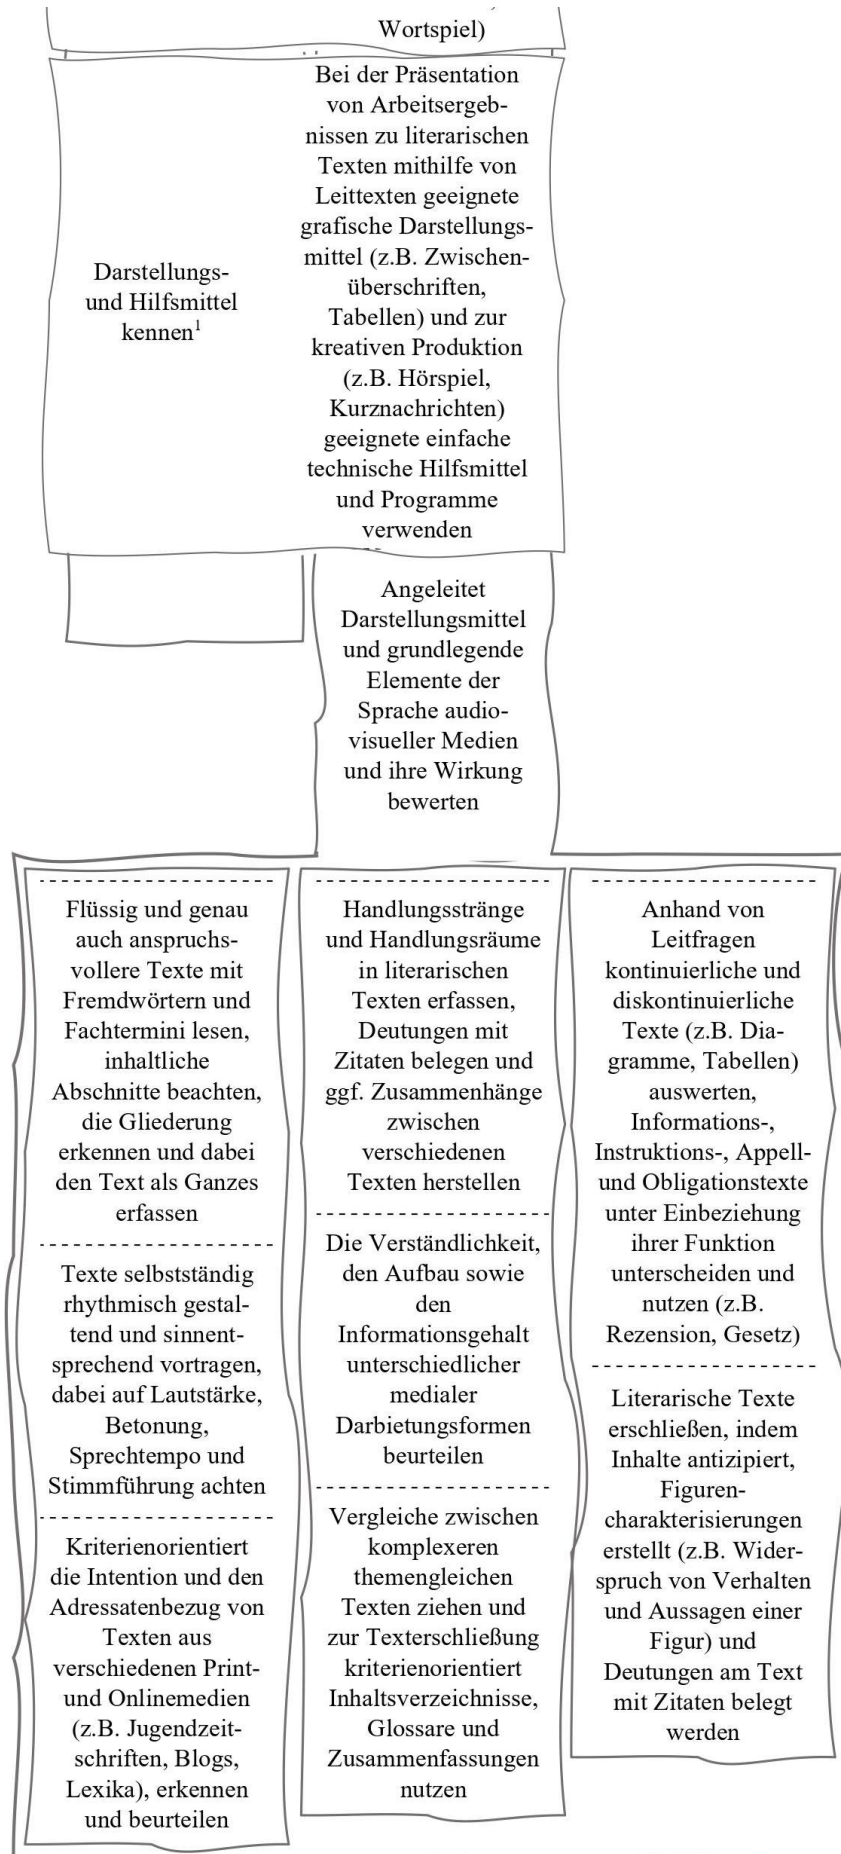 Wortspiel)
Darstellungs-
und Hilfsmittel
kennen¹
Bei der Präsentation
von Arbeitsergeb-
nissen zu literarischen
Texten mithilfe von
Leittexten geeignete
grafische Darstellungs-
mittel (z.B. Zwischen-
überschriften,
Tabellen) und zur
kreativen Produktion
(z.B. Hörspiel,
Kurznachrichten)
geeignete einfache
technische Hilfsmittel
und Programme
verwenden
Angeleitet
Darstellungsmittel
und grundlegende
Elemente der
Sprache audio-
visueller Medien
und ihre Wirkung
bewerten
Flüssig und genau
auch anspruchs-
vollere Texte mit
Fremdwörtern und
Fachtermini lesen,
inhaltliche
Abschnitte beachten,
die Gliederung
erkennen und dabei
den Text als Ganzes
erfassen
Texte selbstständig
rhythmisch gestal-
tend und sinnent-
sprechend vortragen,
dabei auf Lautstärke,
Betonung,
Sprechtempo und
Stimmführung achten
Kriterienorientiert
die Intention und den
Adressatenbezug von
Texten aus
verschiedenen Print-
und Onlinemedien
(z.B. Jugendzeit-
schriften, Blogs,
Lexika), erkennen
und beurteilen
Handlungsstränge
und Handlungsräume
in literarischen
Texten erfassen,
Deutungen mit
Zitaten belegen und
ggf. Zusammenhänge
zwischen
verschiedenen
Texten herstellen
Die Verständlichkeit,
den Aufbau sowie
den
Informationsgehalt
unterschiedlicher
medialer
Darbietungsformen
beurteilen
Vergleiche zwischen
komplexeren
themengleichen
Texten ziehen und
zur Texterschließung
kriterienorientiert
Inhaltsverzeichnisse,
Glossare und
Zusammenfassungen
nutzen
Anhand von
Leitfragen
kontinuierliche und
diskontinuierliche
Texte (z.B. Dia-
gramme, Tabellen)
auswerten,
Informations-,
Instruktions-, Appell-
und Obligationstexte
unter Einbeziehung
ihrer Funktion
unterscheiden und
nutzen (z.B.
Rezension, Gesetz)
Literarische Texte
erschließen, indem
Inhalte antizipiert,
Figuren-
charakterisierungen
erstellt (z.B. Wider-
spruch von Verhalten
und Aussagen einer
Figur) und
Deutungen am Text
mit Zitaten belegt
werden